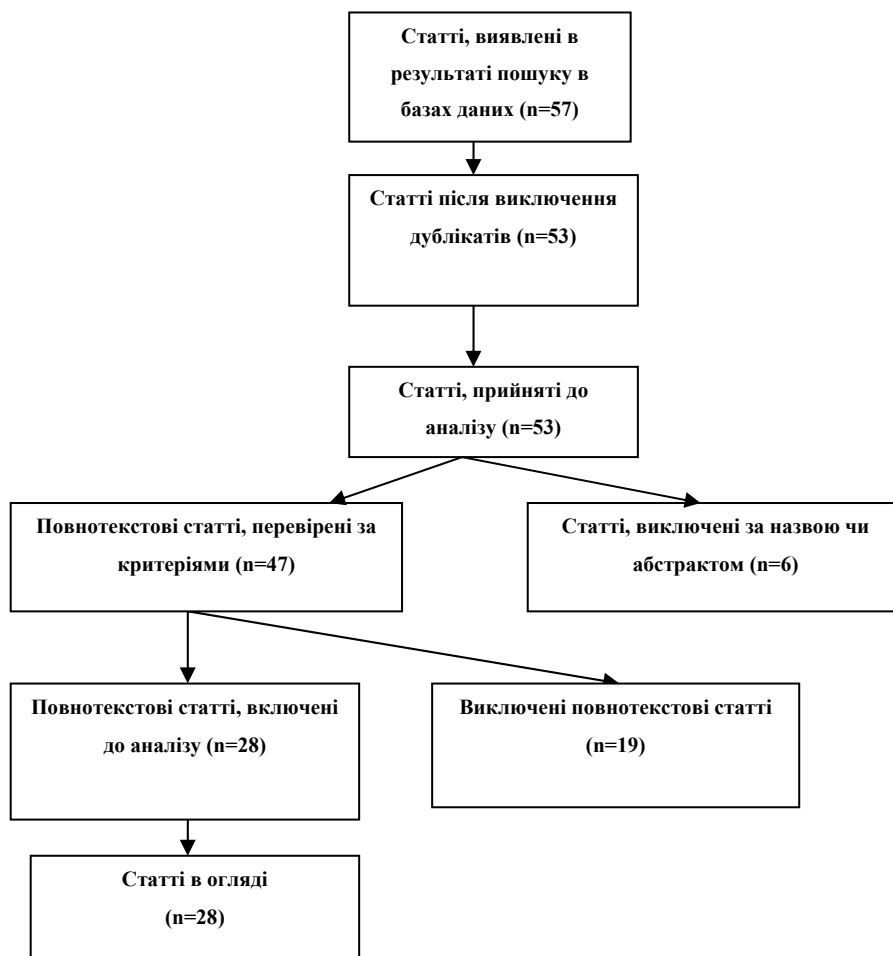 Статті, виявлені в
результаті пошуку в
базах даних (n=57)
Статті після виключення
дублікатів (n=53)
Статті, прийняті до
аналізу (n=53)
Повнотекстові статті, перевірені за
критеріями (n=47)
Статті, виключені за назвою чи
абстрактом (n=6)
Повнотекстові статті, включені
до аналізу (n=28)
Виключені повнотекстові статті
(n=19)
Статті в огляді
(n=28)